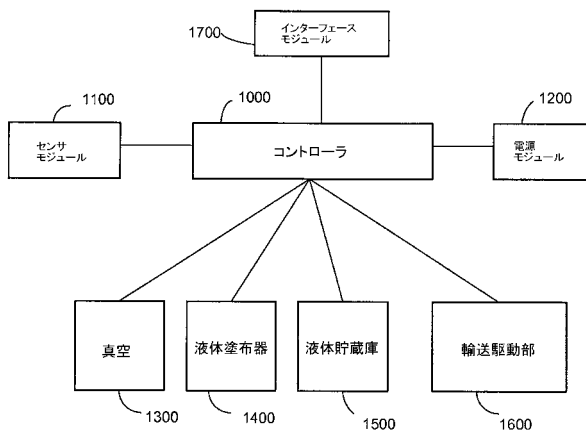 インターフェース
モジュール
1700
1100
1000
1200
センサ
モジュール
コントローラ
電源
モジュール
真空
液体塗布器
液体貯蔵庫
輸送駆動部
1300
1400
1500
1600